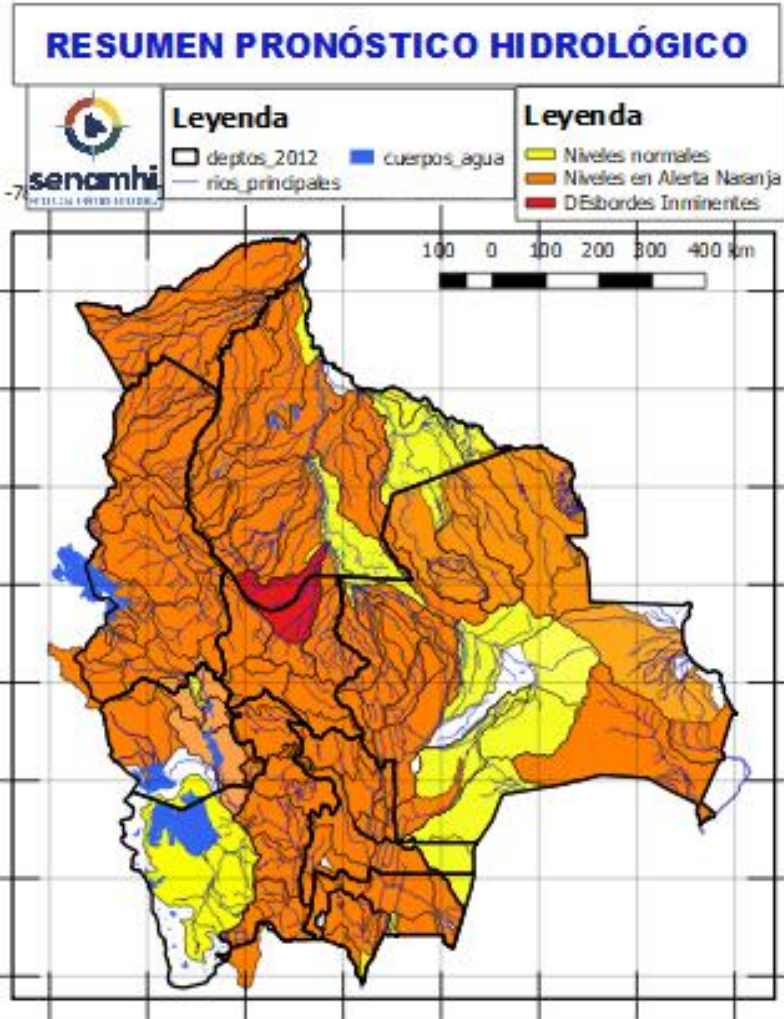 RESUMEN PRONÓSTICO HIDROLÓGICO
senamhi
Leyenda
deptos_2012
cuerpos_agua
rios_principales
Leyenda
Niveles normales
Niveles en Alerta Naranja
DEsbordes Inminentes
100 0 100 200 300 400 km